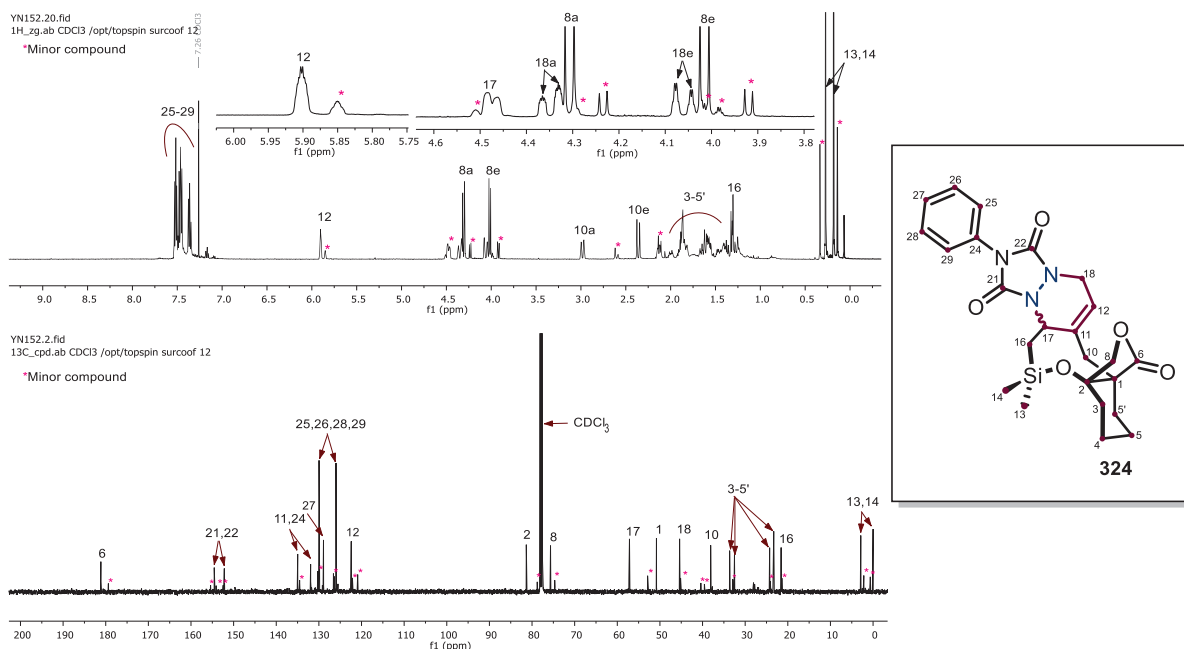 YN152.20.fid
1H_zg.ab CDCl3 /opt/topspin surcoof 12
*Minor compound
7.26 CDCl3
25-29
12
*
6.00 5.95 5.90 5.85 5.80 5.75
f1 (ppm)
8a
8e
18a
17
18e
* * * * *
4.6 4.5 4.4 4.3 4.2 4.1 4.0 3.9 3.8
f1 (ppm)
13,14
* *
12
*
*
8a
*
8e
*
10a
*
10e
*
3-5'
16
9.0 8.5 8.0 7.5 7.0 6.5 6.0 5.5 5.0 4.5 4.0 3.5 3.0 2.5 2.0 1.5 1.0 0.5 0.0
f1 (ppm)
YN152.2.fid
13C_cpd.ab CDCl3 /opt/topspin surcoof 12
*Minor compound
6
21,22
11,24
27
25,26,28,29
12
CDCl3
2
8
17
1
18
10
3-5'
16
13,14
200 190 180 170 160 150 140 130 120 110 100 90 80 70 60 50 40 30 20 10 0
f1 (ppm)
26
27
25
28
24
29
O
22
N
N
18
21
O
N
12
17
11
16
10
O
6
8
O
Si
O
2
1
14
3
5'
13
4
5
324